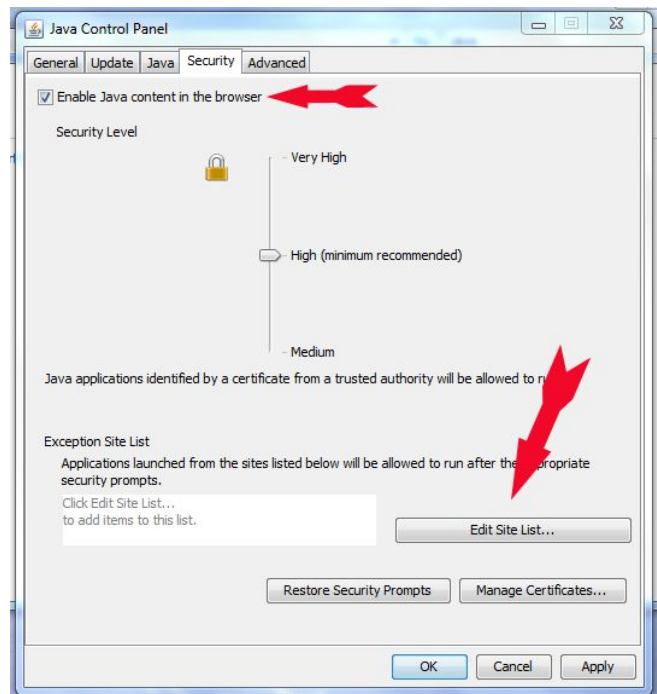 Java Control Panel
General Update Java Security Advanced
Enable Java content in the browser
Security Level
Very High
High (minimum recommended)
Medium
Java applications identified by a certificate from a trusted authority will be allowed to
Exception Site List
Applications launched from the sites listed below will be allowed to run after the appropriate
security prompts.
Click Edit Site List...
to add items to this list.
Edit Site List...
Restore Security Prompts Manage Certificates...
OK Cancel Apply